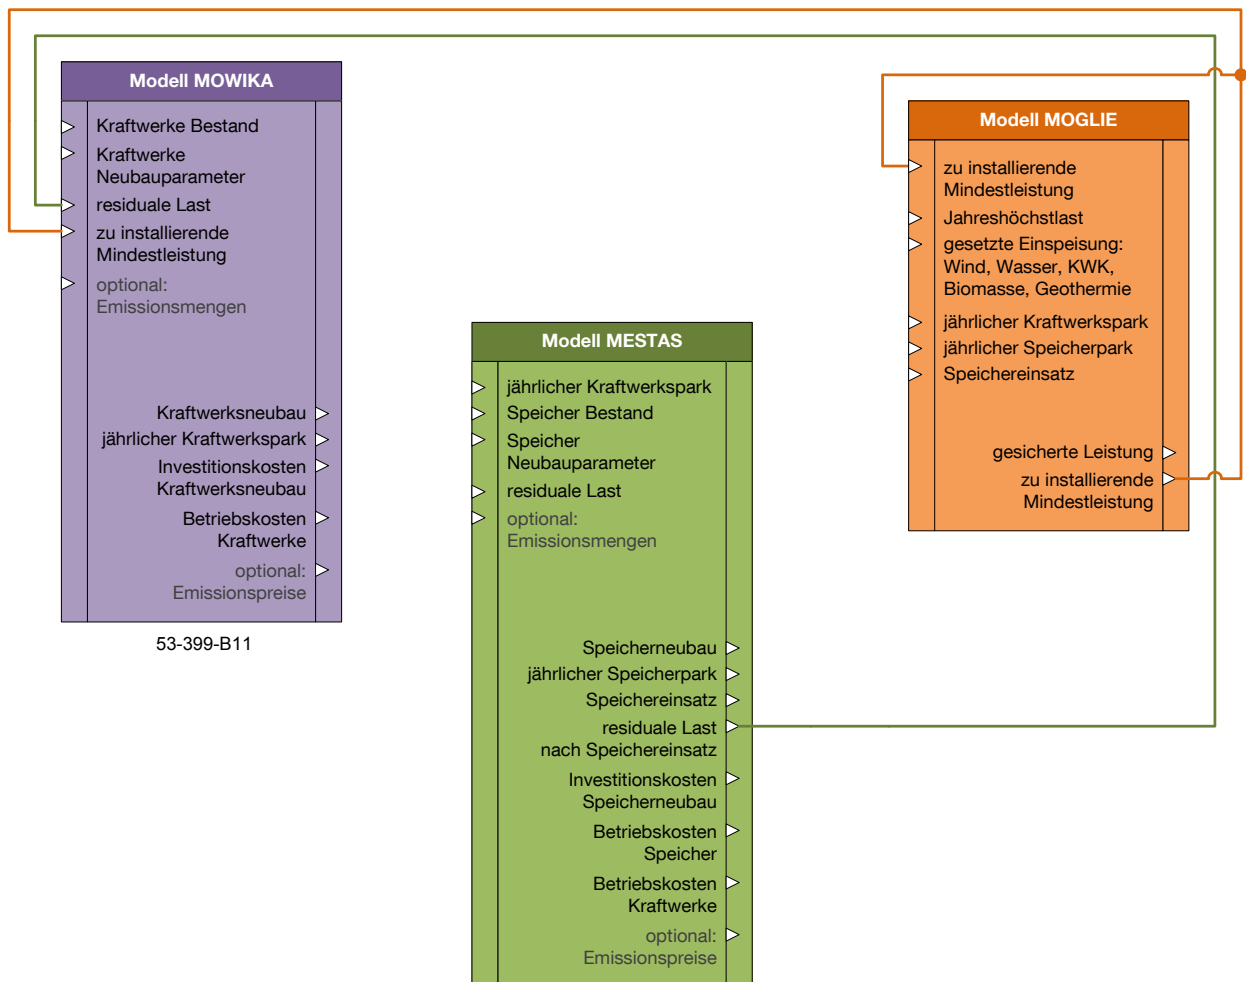 Modell MOWIKA
Kraftwerke Bestand
Kraftwerke
Neubauparameter
residuale Last
zu installierende
Mindestleistung
optional:
Emissionsmengen
Kraftwerksneubau
jährlicher Kraftwerkspark
Investitionskosten
Kraftwerksneubau
Betriebskosten
Kraftwerke
optional:
Emissionspreise
53-399-B11
Modell MESTAS
jährlicher Kraftwerkspark
Speicher Bestand
Speicher
Neubauparameter
residuale Last
optional:
Emissionsmengen
Speicherneubau
jährlicher Speicherpark
Speichereinsatz
residuale Last
nach Speichereinsatz
Investitionskosten
Speicherneubau
Betriebskosten
Speicher
Betriebskosten
Kraftwerke
optional:
Emissionspreise
Modell MOGLIE
zu installierende
Mindestleistung
Jahreshöchstlast
gesetzte Einspeisung:
Wind, Wasser, KWK,
Biomasse, Geothermie
jährlicher Kraftwerkspark
jährlicher Speicherpark
Speichereinsatz
gesicherte Leistung
zu installierende
Mindestleistung